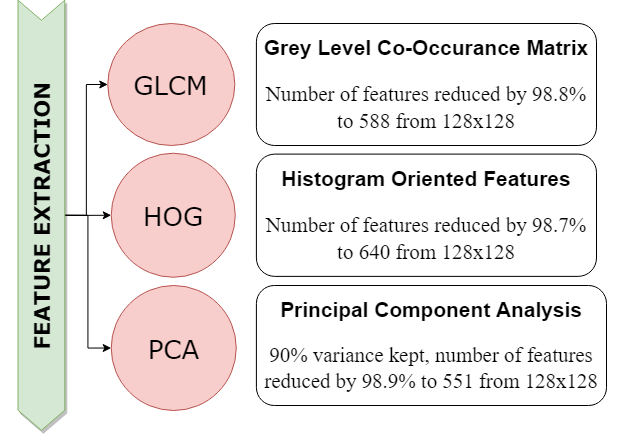 FEATURE EXTRACTION
GLCM
Grey Level Co-Occurance Matrix
Number of features reduced by 98.8%
to 588 from 128x128
HOG
Histogram Oriented Features
Number of features reduced by 98.7%
to 640 from 128x128
PCA
Principal Component Analysis
90% variance kept, number of features
reduced by 98.9% to 551 from 128x128